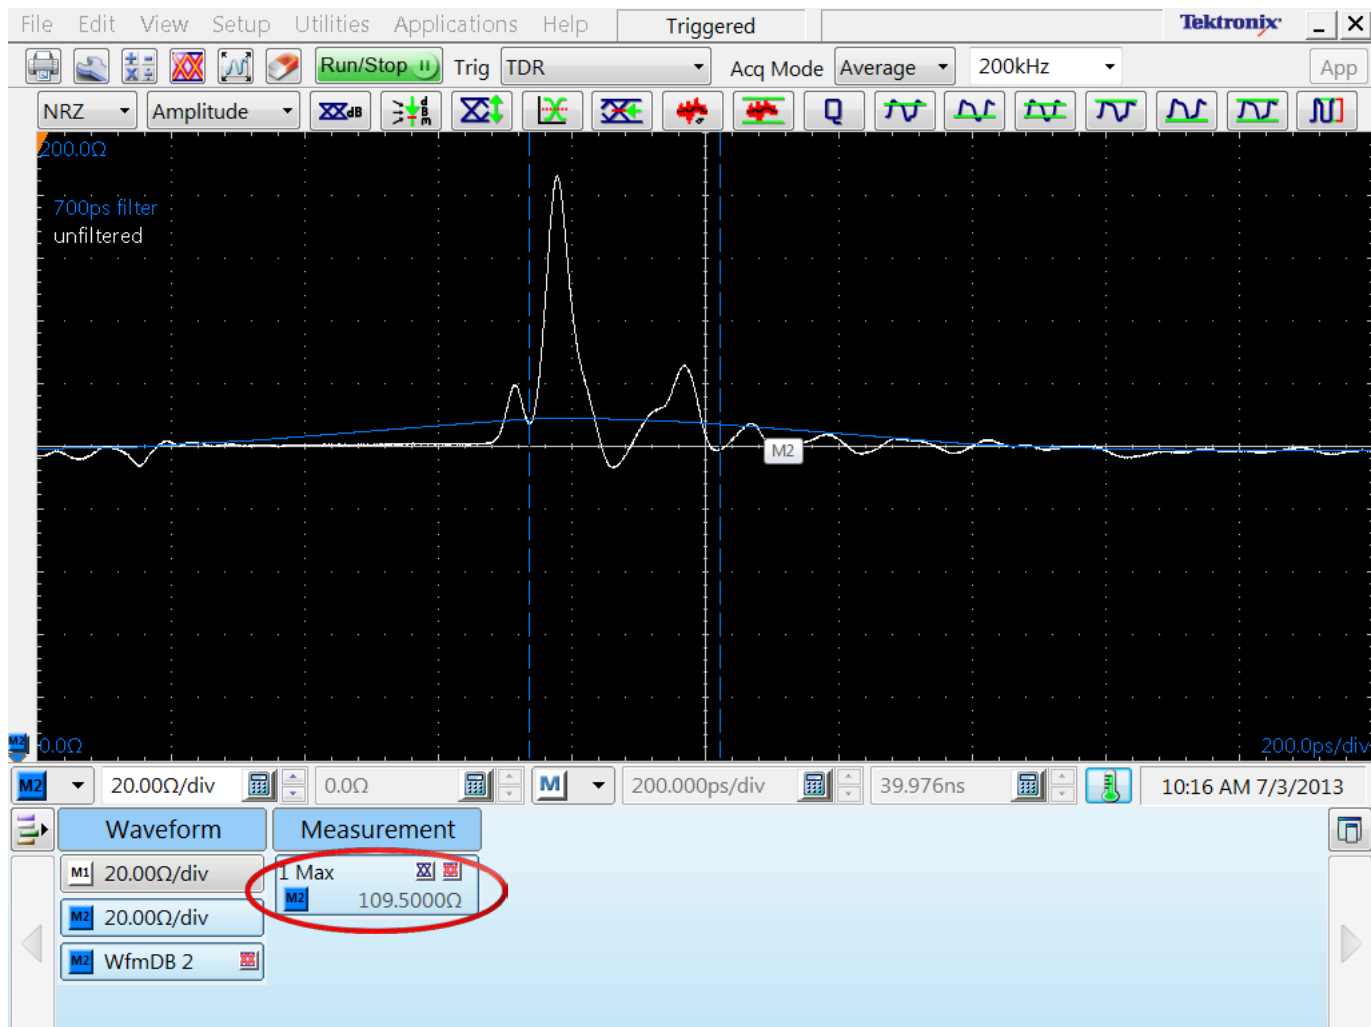 File Edit View Setup Utilities Applications Help Triggered Tektronix
Run/Stop Trig TDR Acq Mode Average 200kHz App
NRZ Amplitude dB dBm Q
200.0Ω
700ps filter
unfiltered
M2
M2 0.0Ω 200.0ps/div
M2 20.00Ω/div 0.0Ω M 200.000ps/div 39.976ns 10:16 AM 7/3/2013
Waveform Measurement
M1 20.00Ω/div 1 Max
M2 109.5000Ω
M2 20.00Ω/div
M2 WfmDB 2